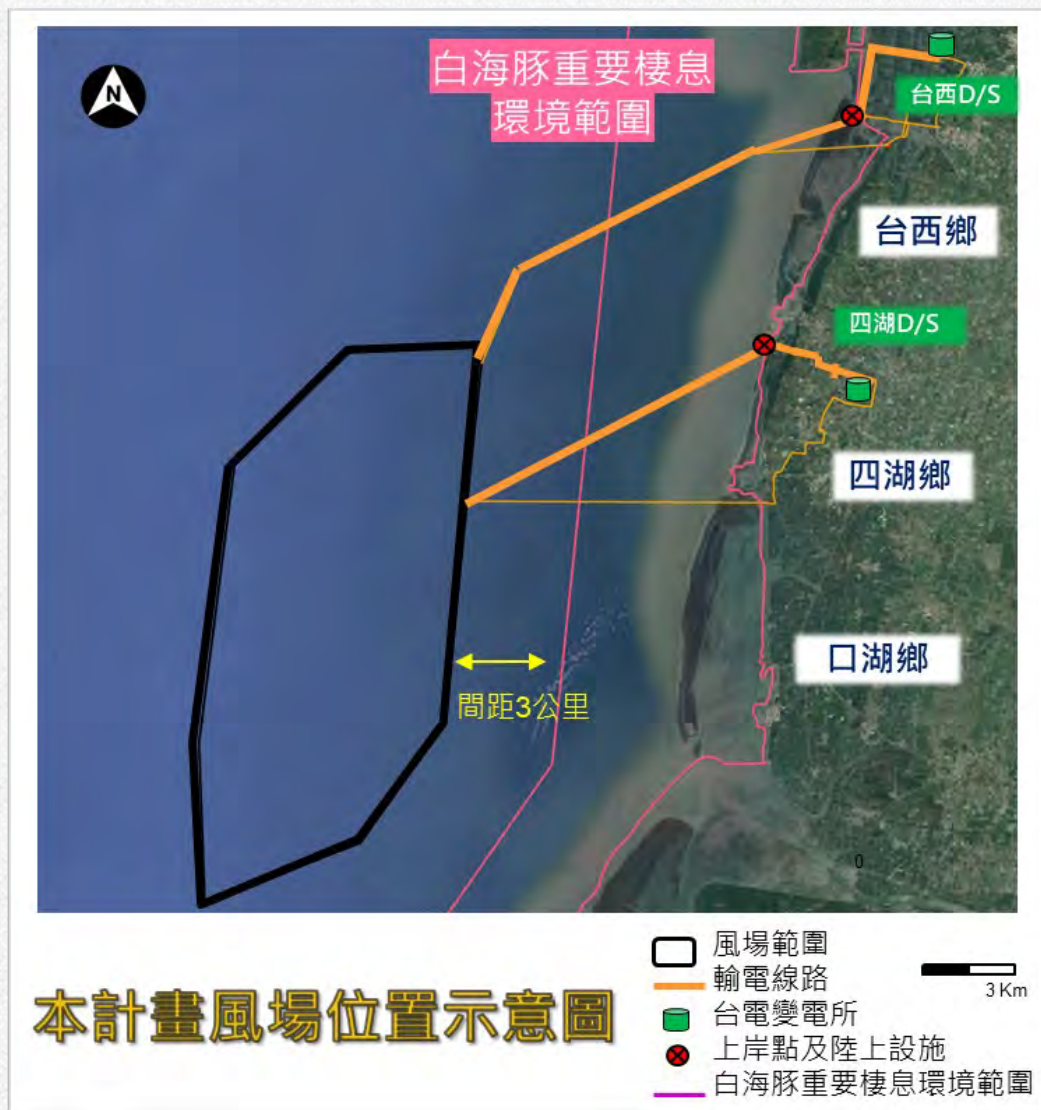 白海豚重要棲息
環境範圍
N
台西D/S
台西鄉
四湖D/S
四湖鄉
口湖鄉
間距3公里
0
本計畫風場位置示意圖
風場範圍
輸電線路
台電變電所
上岸點及陸上設施
白海豚重要棲息環境範圍
3 Km